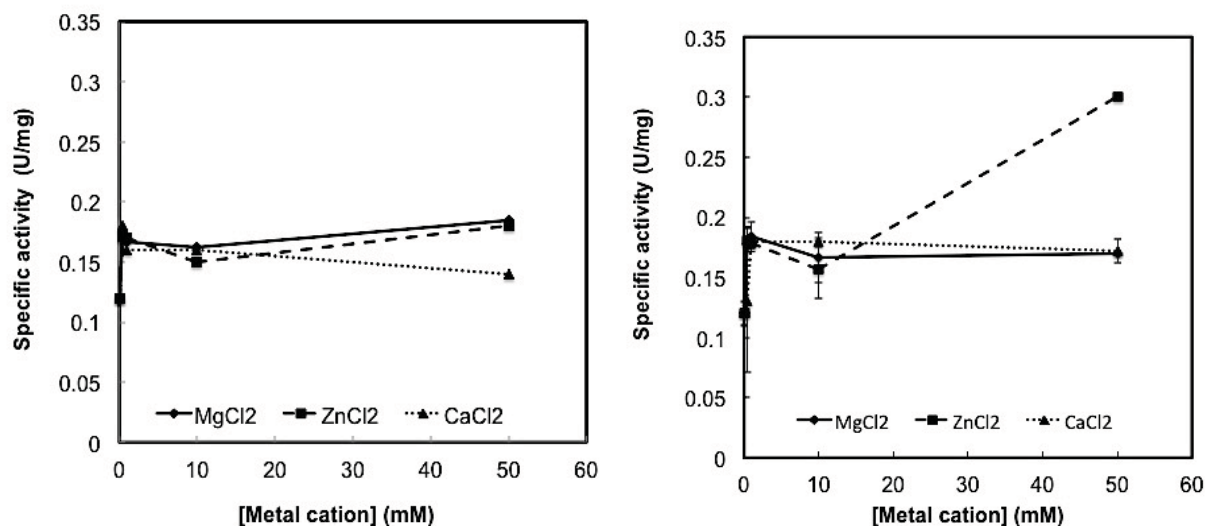 0.35
0.3
0.25
0.2
0.15
0.1
0.05
0
Specific activity (U/mg)
MgCl2 ZnCl2 CaCl2
0 10 20 30 40 50 60
[Metal cation] (mM)
0.35
0.3
0.25
0.2
0.15
0.1
0.05
0
Specific activity (U/mg)
MgCl2 ZnCl2 CaCl2
0 10 20 30 40 50 60
[Metal cation] (mM)